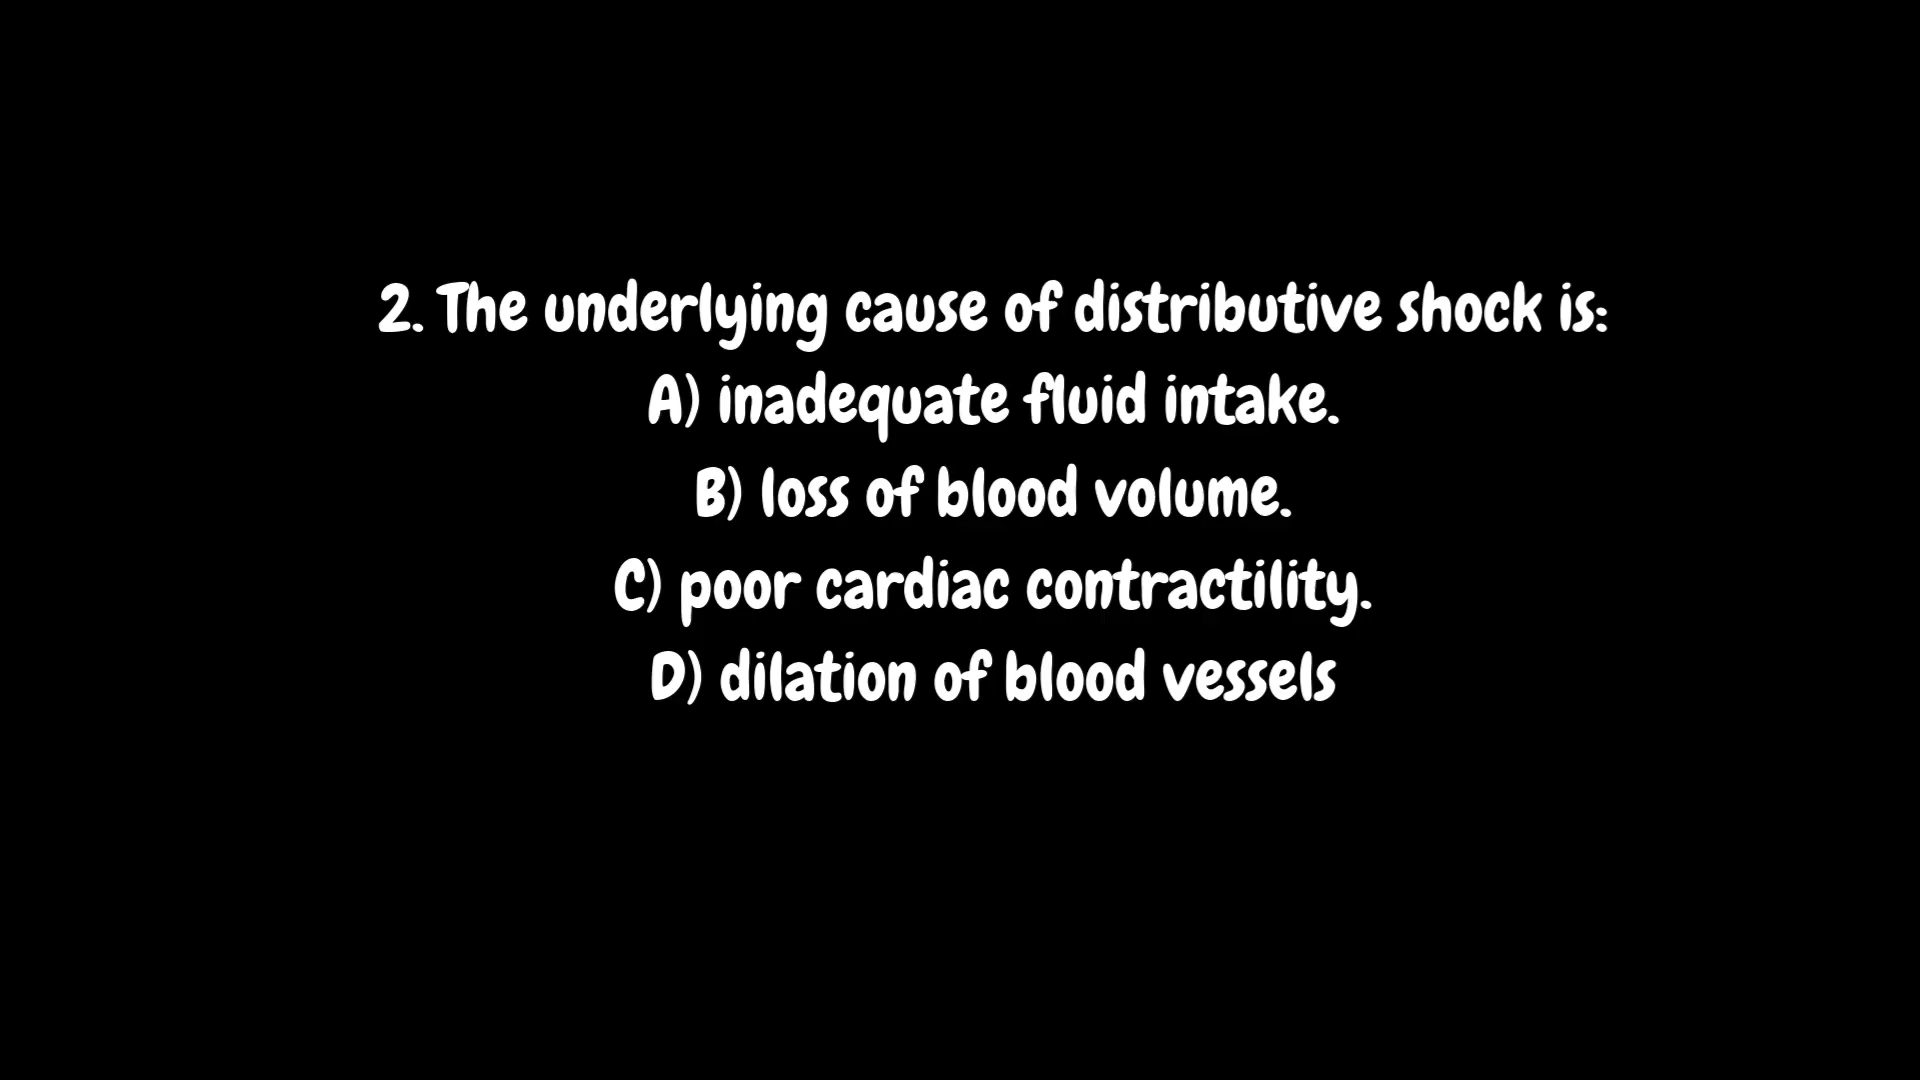 2. The underlying cause of distributive shock is:
A) inadequate fluid intake.
B) loss of blood volume.
C) poor cardiac contractility.
D) dilation of blood vessels